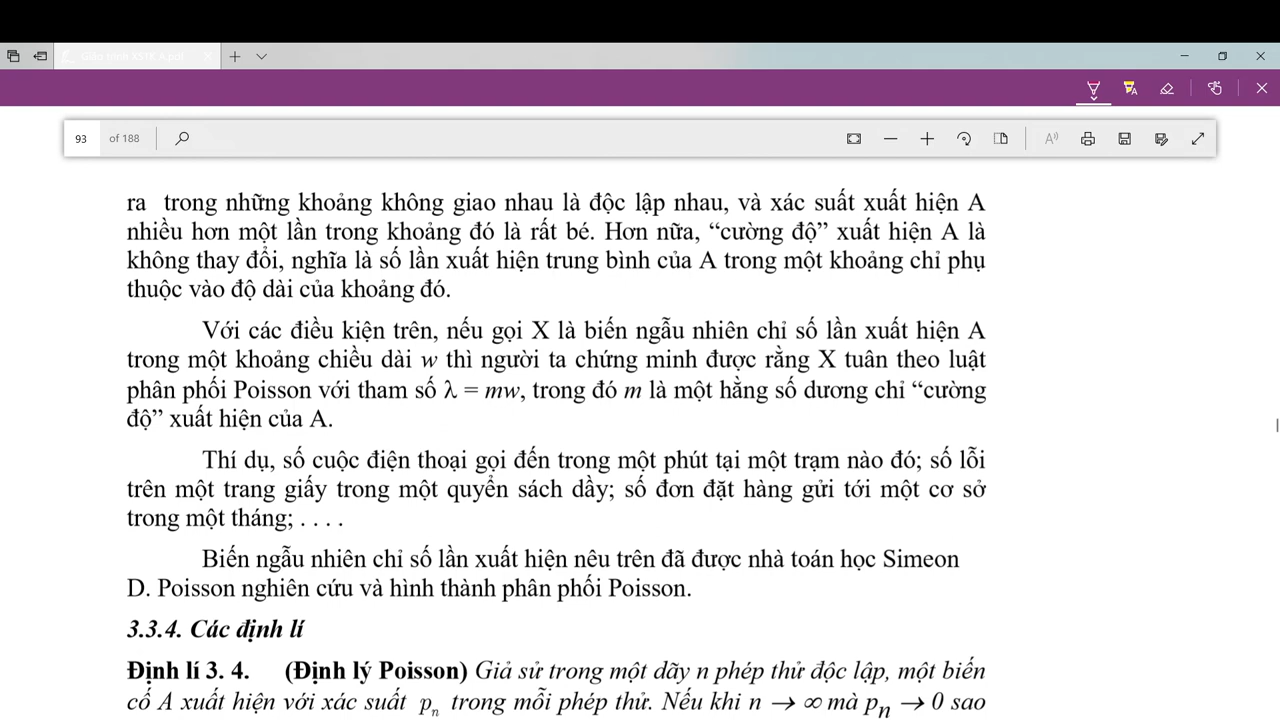 Giáo trình XSTK A.pdf
93 of 188
ra trong những khoảng không giao nhau là độc lập nhau, và xác suất xuất hiện A
nhiều hơn một lần trong khoảng đó là rất bé. Hơn nữa, “cường độ” xuất hiện A là
không thay đổi, nghĩa là số lần xuất hiện trung bình của A trong một khoảng chỉ phụ
thuộc vào độ dài của khoảng đó.
Với các điều kiện trên, nếu gọi X là biến ngẫu nhiên chỉ số lần xuất hiện A
trong một khoảng chiều dài w thì người ta chứng minh được rằng X tuân theo luật
phân phối Poisson với tham số λ = mw, trong đó m là một hằng số dương chỉ “cường
độ” xuất hiện của A.
Thí dụ, số cuộc điện thoại gọi đến trong một phút tại một trạm nào đó; số lỗi
trên một trang giấy trong một quyển sách dầy; số đơn đặt hàng gửi tới một cơ sở
trong một tháng; . . . .
Biến ngẫu nhiên chỉ số lần xuất hiện nêu trên đã được nhà toán học Simeon
D. Poisson nghiên cứu và hình thành phân phối Poisson.
3.3.4. Các định lí
Định lí 3. 4. (Định lý Poisson) Giả sử trong một dãy n phép thử độc lập, một biến
cố A xuất hiện với xác suất pₙ trong mỗi phép thử. Nếu khi n → ∞ mà pₙ → 0 sao